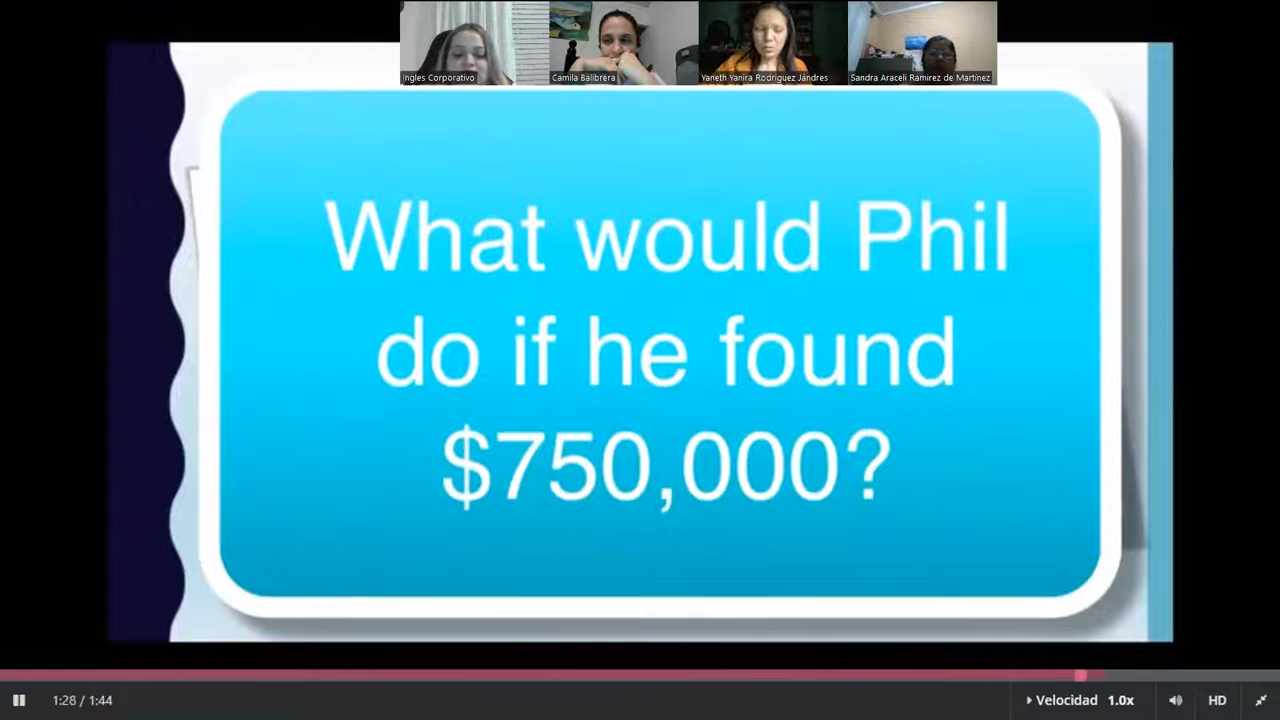 Ingles Corporativo
Camila Balibrera
Yaneth Yanira Rodriguez Jandres
Sandra Araceli Ramirez de Martinez
What would Phil
do if he found
$750,000?
1:28 / 1:44
Velocidad 1.0x
HD